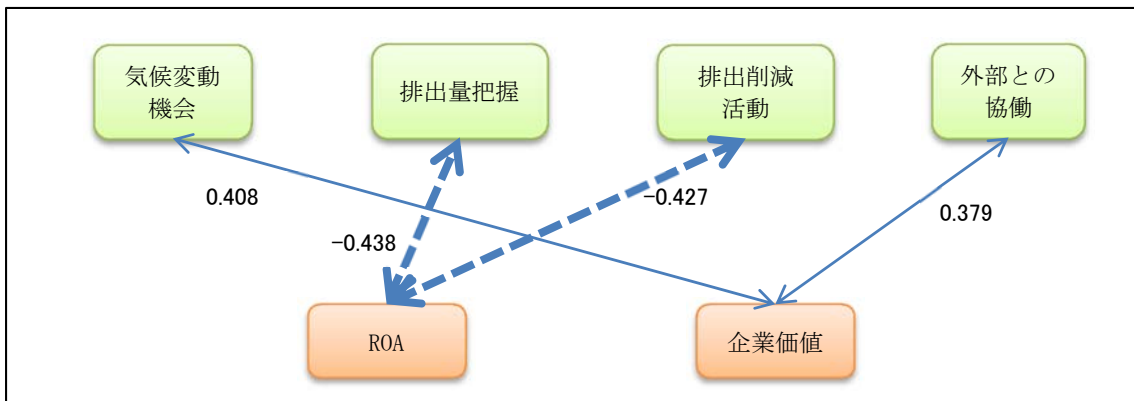 気候変動
機会
排出量把握
排出削減
活動
外部との
協働
0.408
-0.427
0.379
-0.438
ROA
企業価値